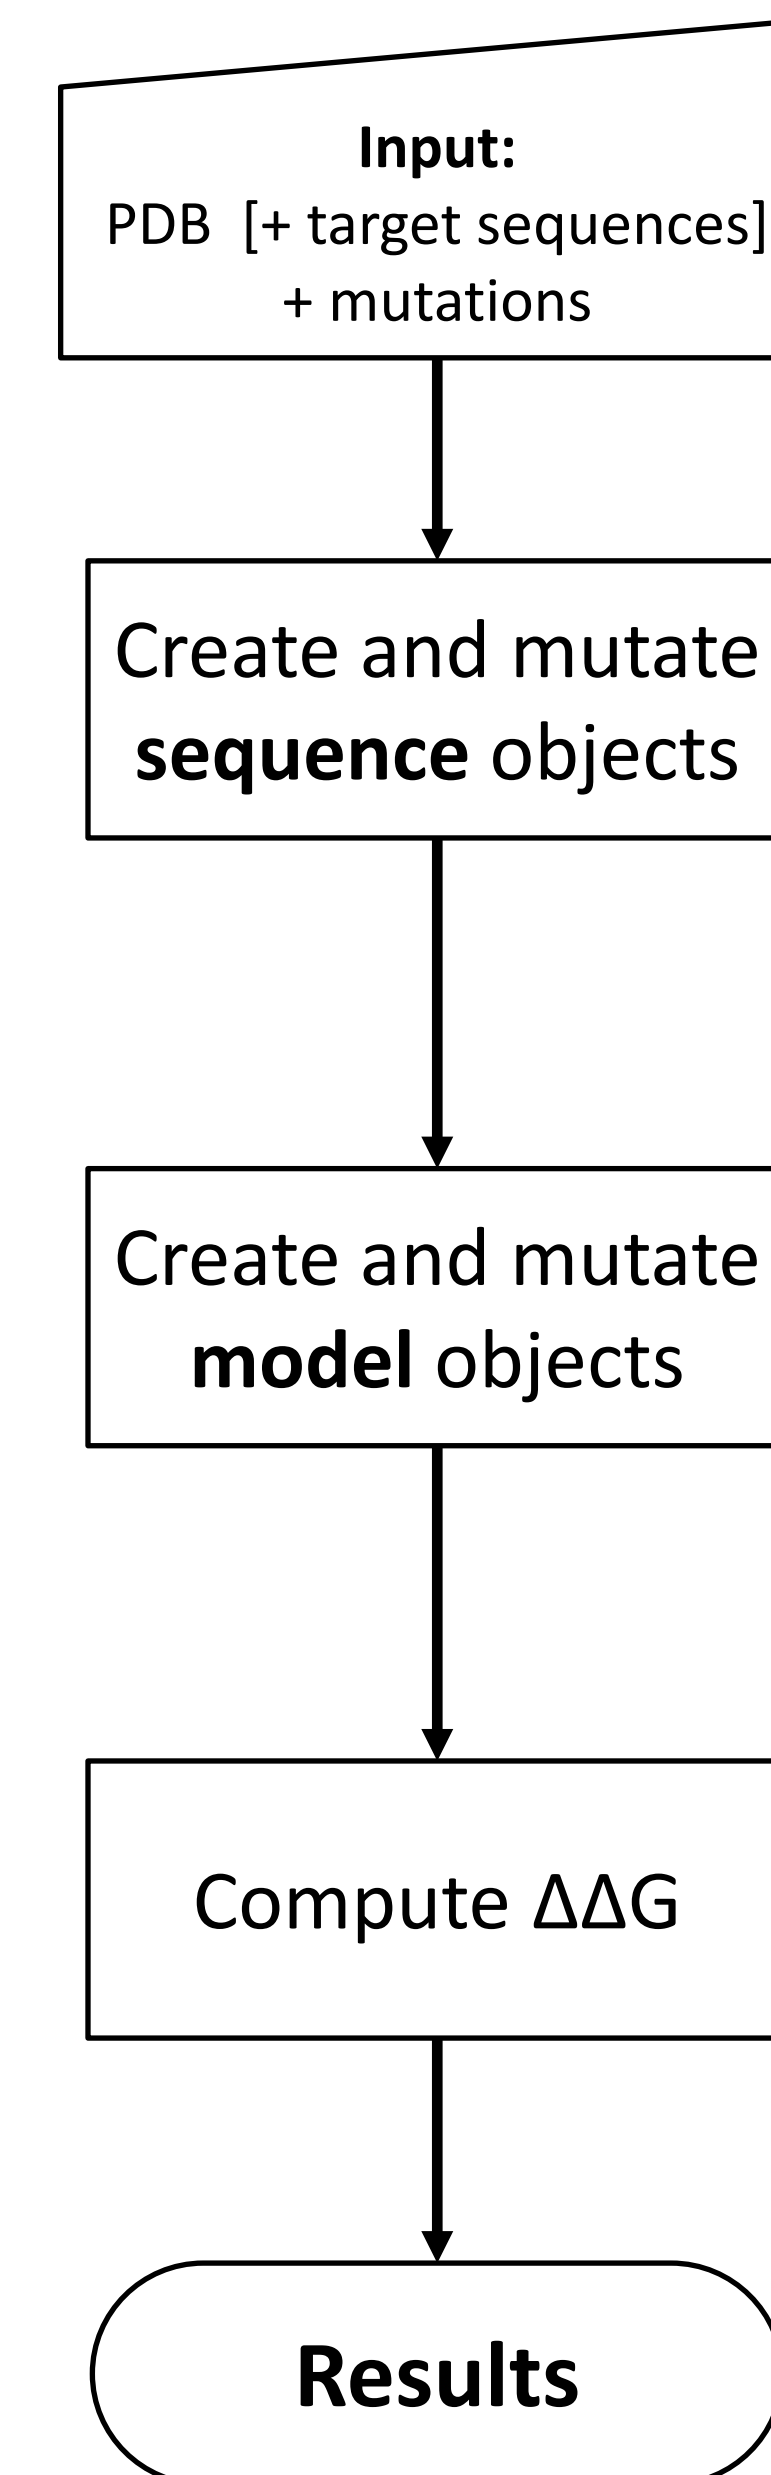 Input:
PDB [+ target sequences]
+ mutations
Create and mutate
sequence objects
Create and mutate
model objects
Compute ΔΔG
Results